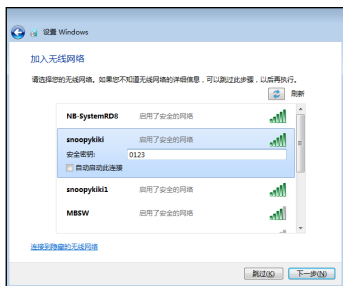 设置 Windows
加入无线网络
请选择您的无线网络。如果您不知道无线网络的详细信息，可以跳过此步骤，以后再执行。
刷新
NB-SystemRD8 启用了安全的网络
snoopykiki 启用了安全的网络
安全密钥: 0123
自动启动此连接
snoopykiki1 启用了安全的网络
MBSW 启用了安全的网络
连接到隐藏的无线网络
跳过(K) 下一步(N)